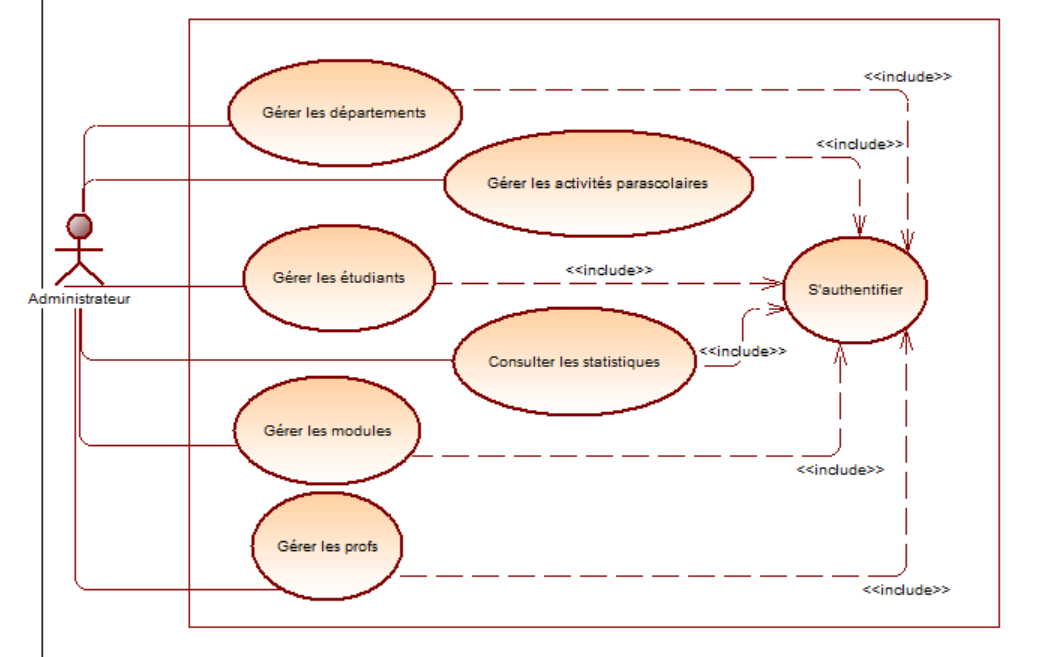 <<include>>
Gérer les départements
<<include>>
Gérer les activités parascolaires
<<include>>
Gérer les étudiants
S'authentifier
Administrateur
<<include>>
Consulter les statistiques
Gérer les modules
<<include>>
Gérer les profs
<<include>>